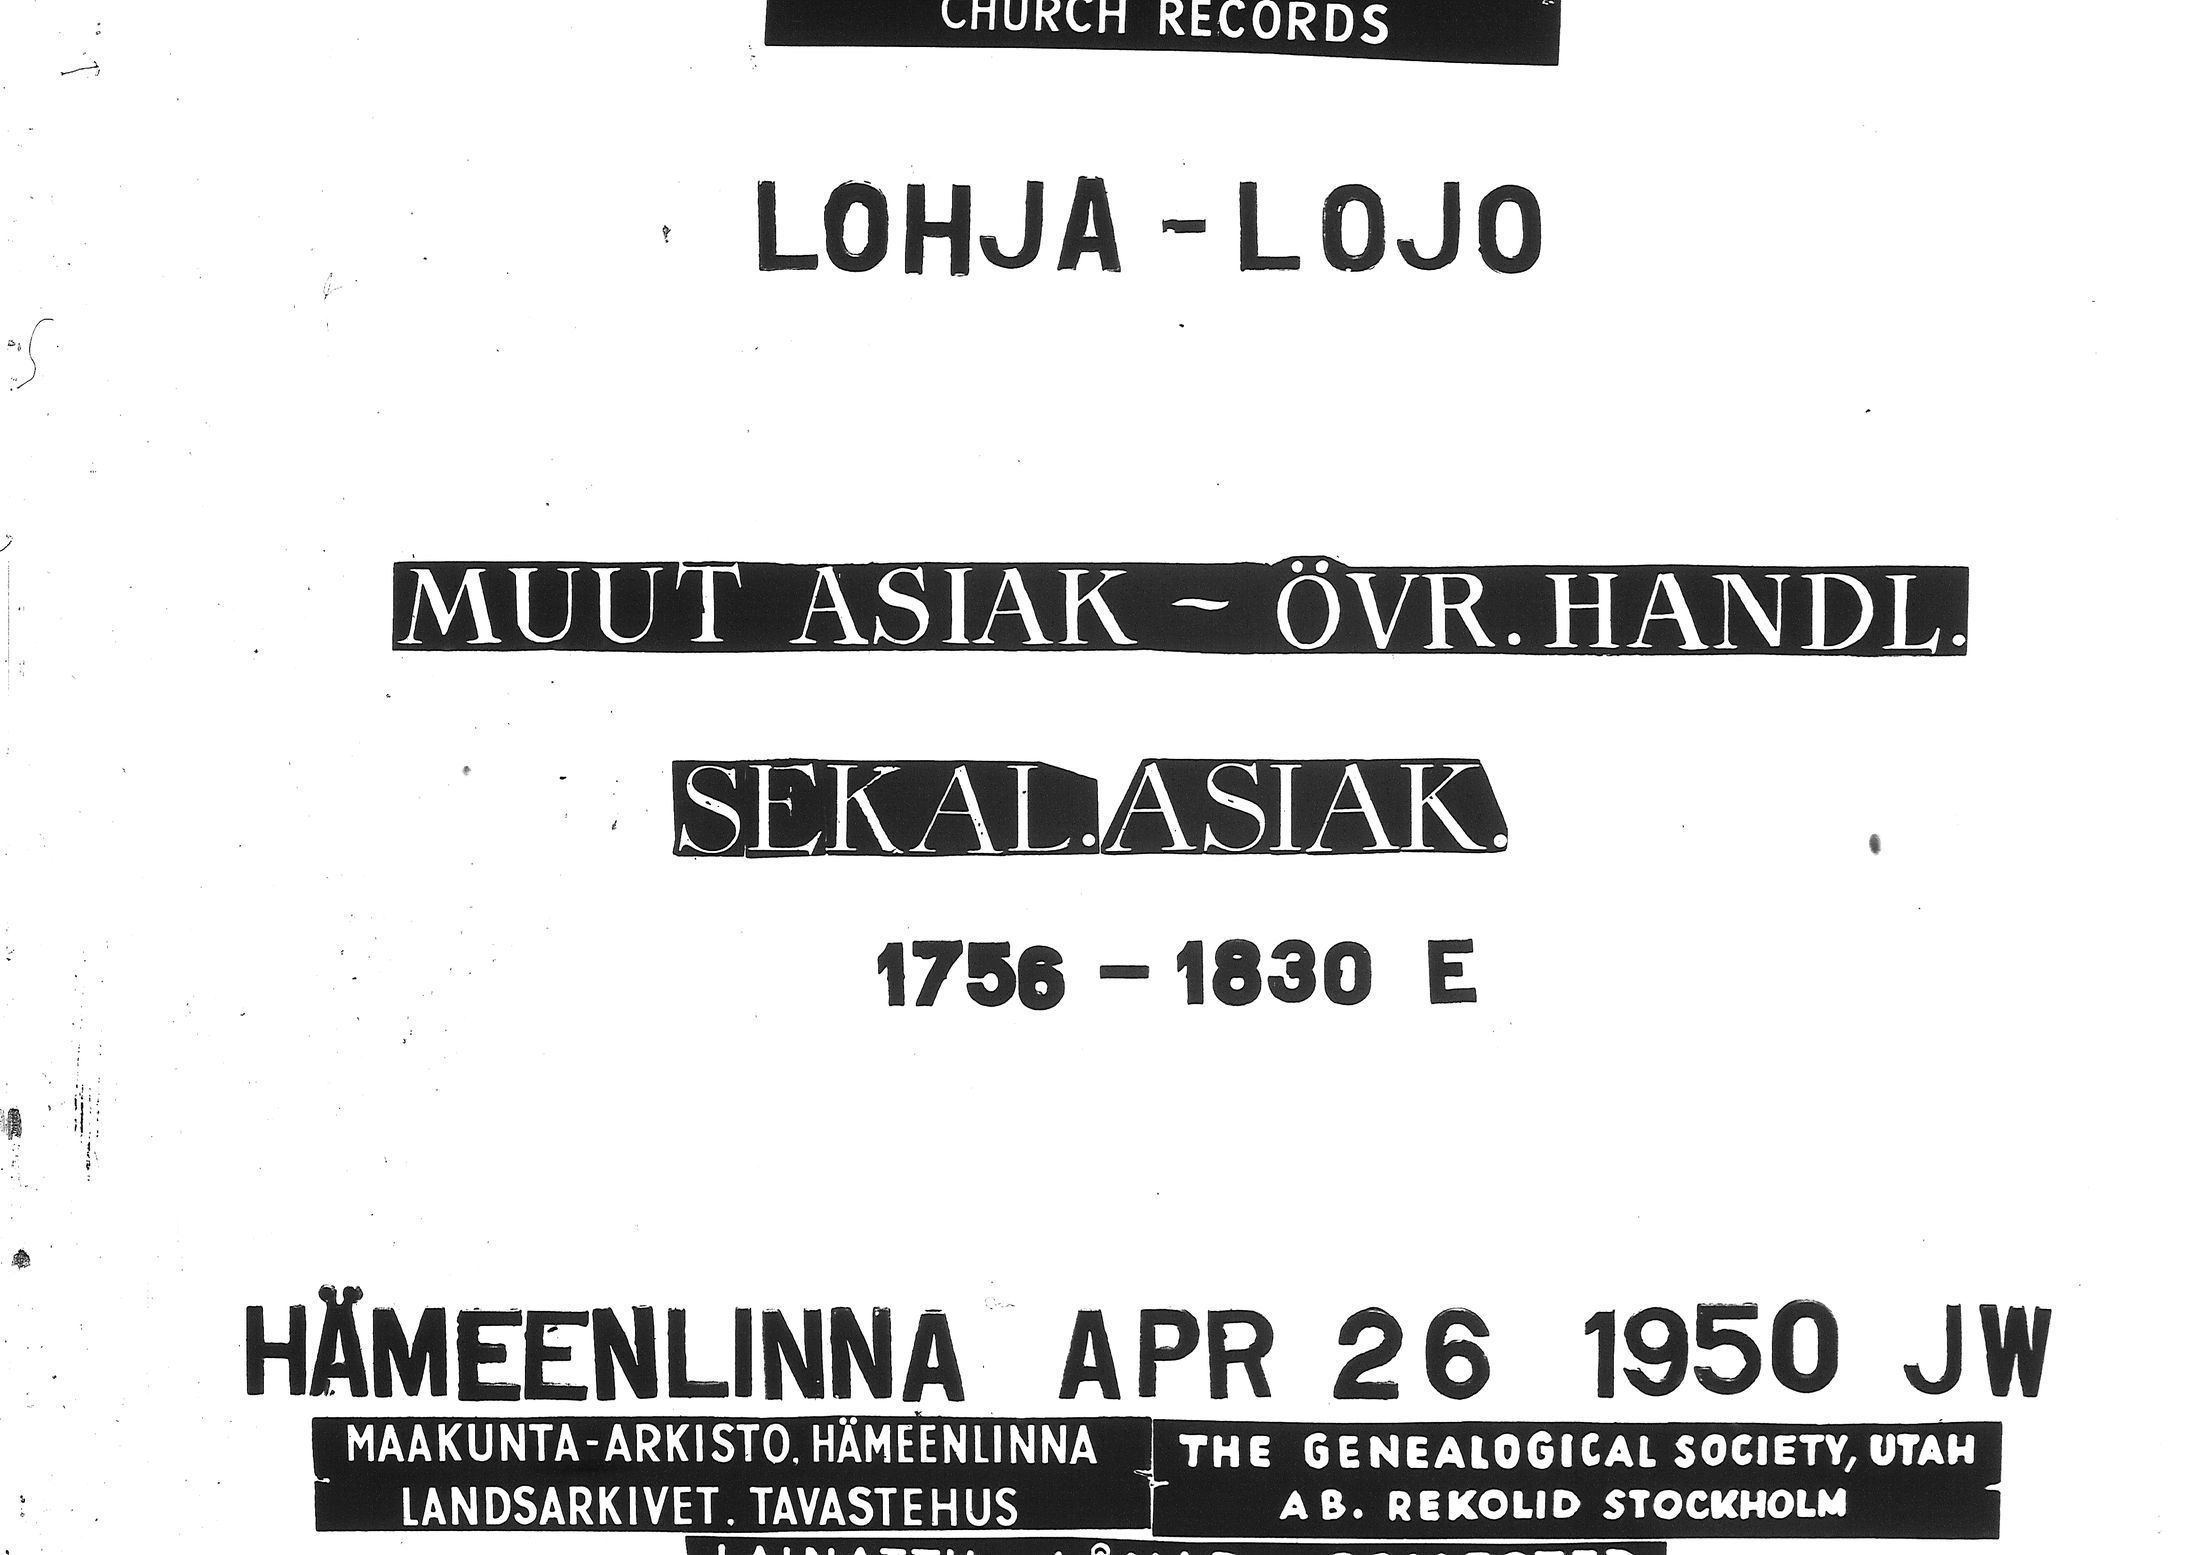 CHURCH RECORDS
LOHJA - LOJO
MUUT ASIAK - ÖVR. HANDL.
SEKAL. ASIAK.
1756 - 1830 E
HÄMEENLINNA APR 26 1950 JW
MAAKUNTA-ARKISTO, HÄMEENLINNA
LANDSARKIVET. TAVASTEHUS
THE GENEALOGICAL SOCIETY, UTAH
AB. REKOLID STOCKHOLM